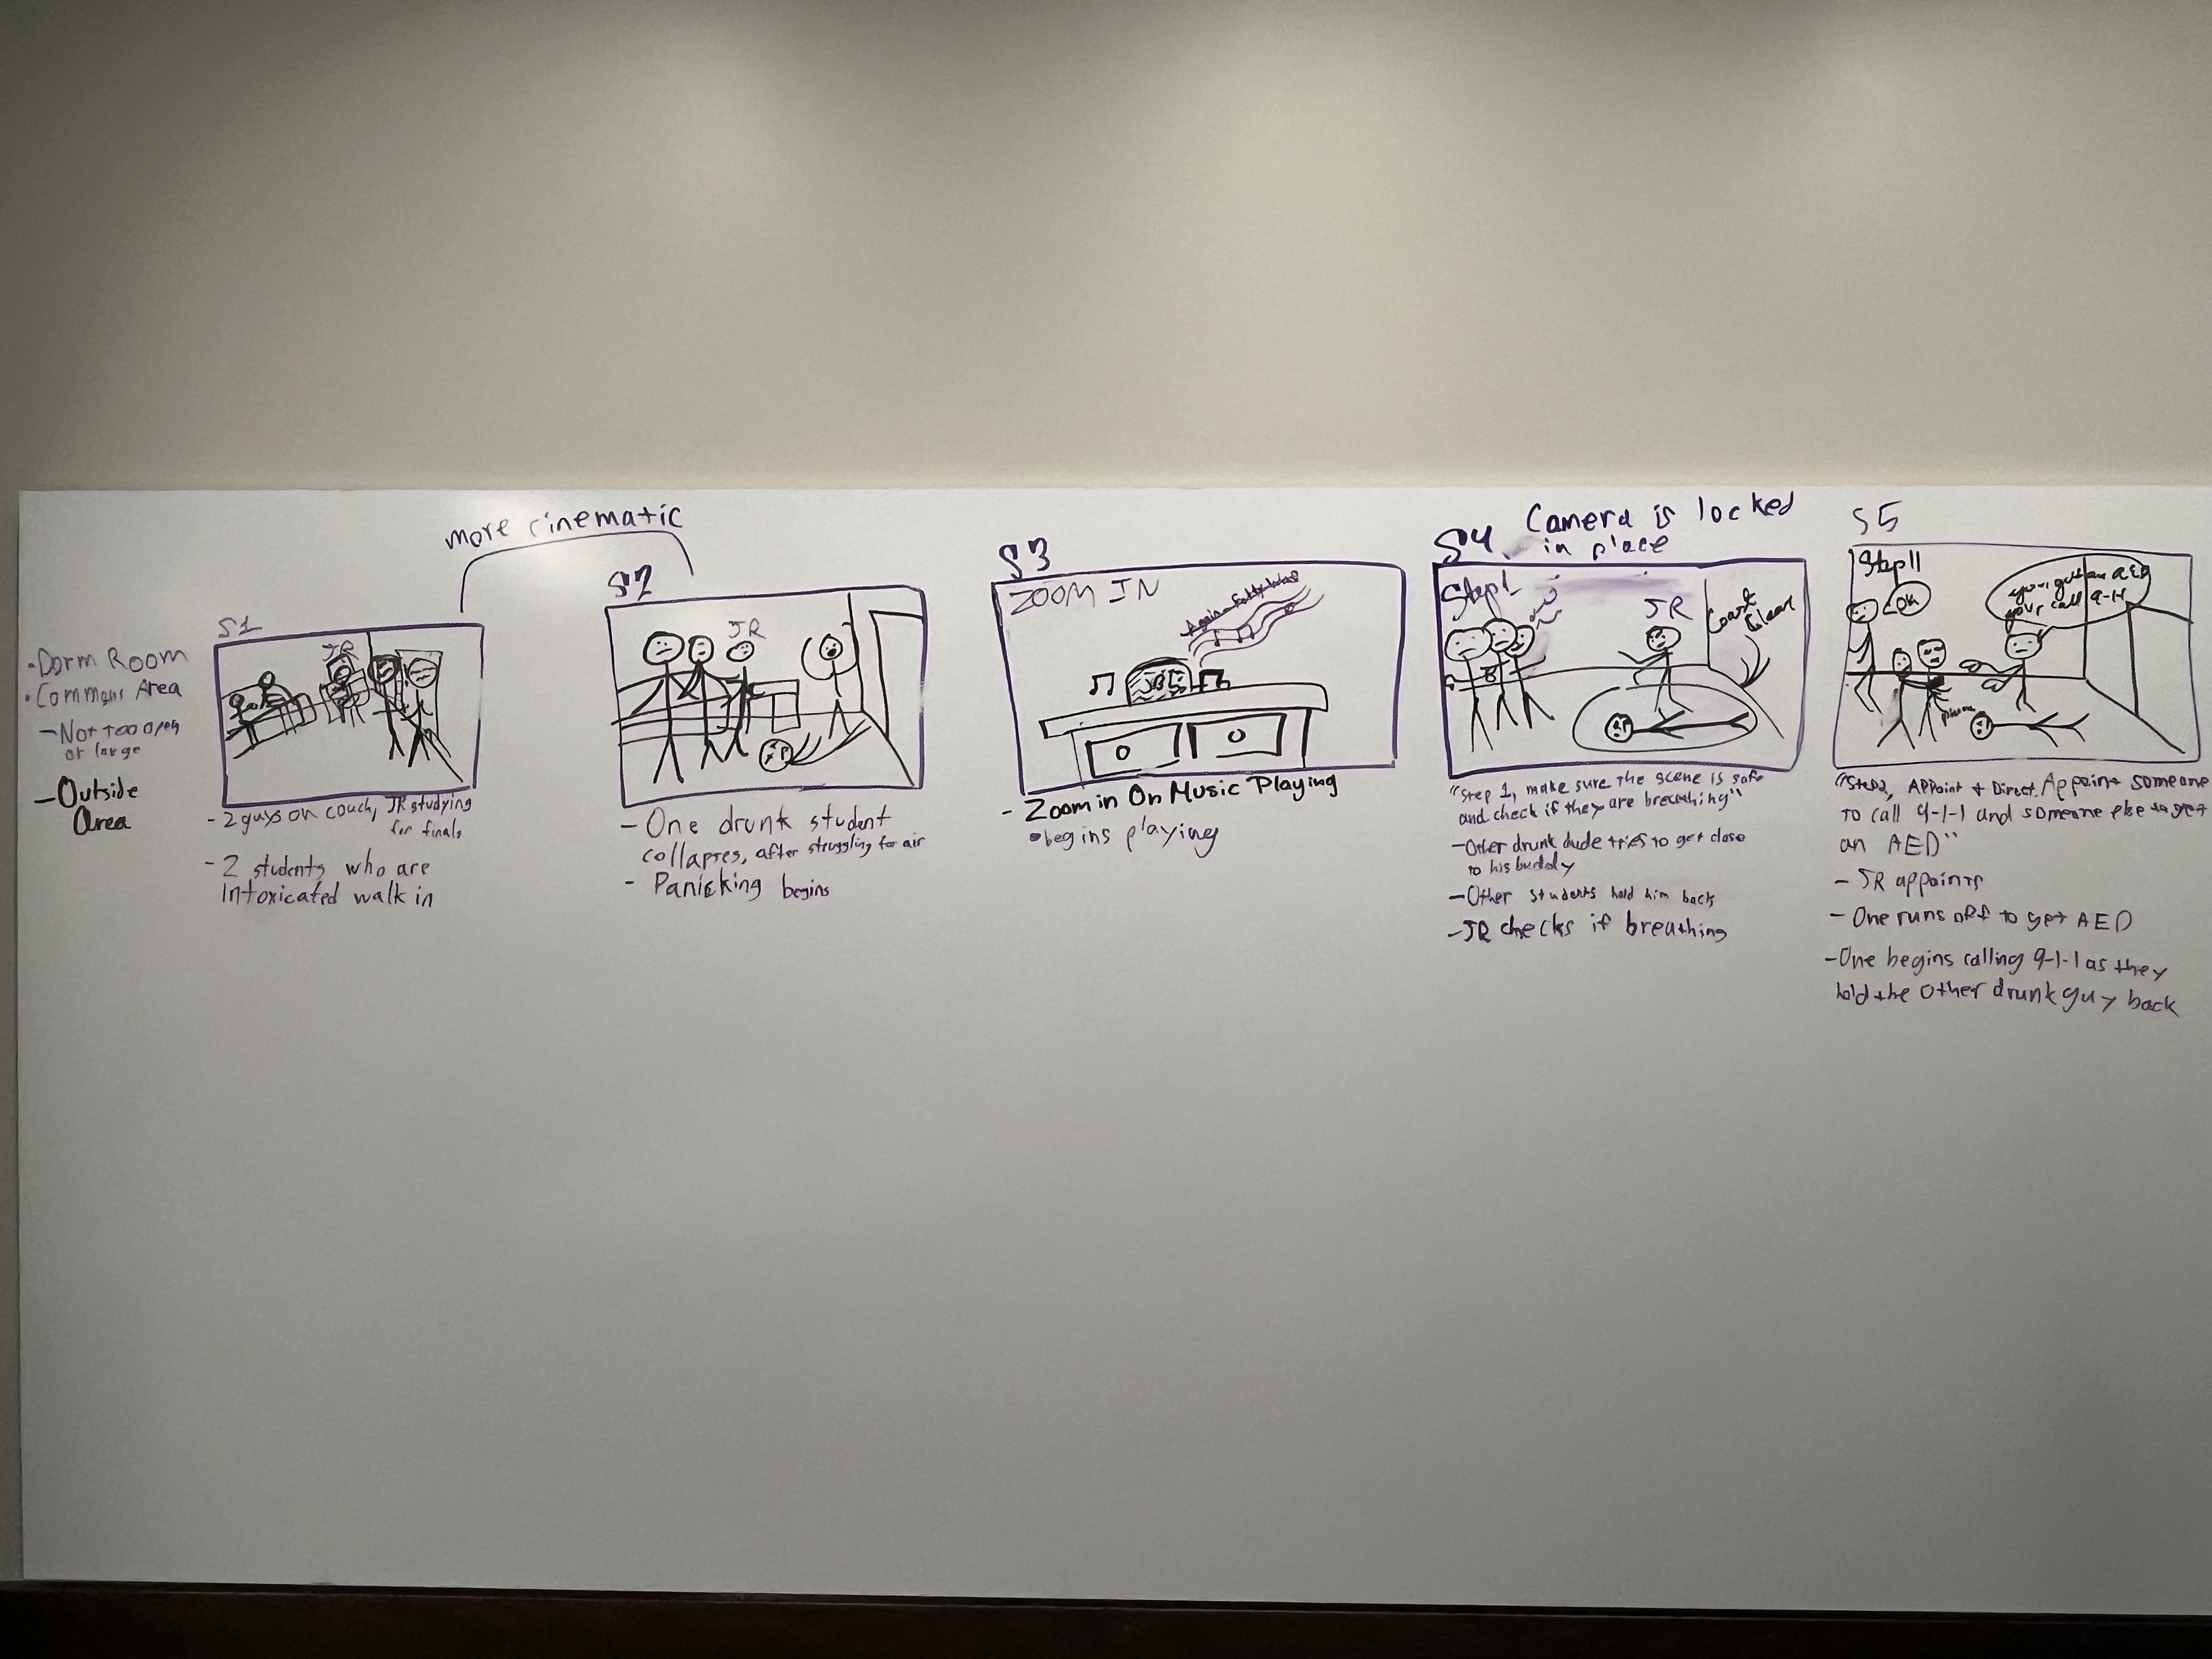 more cinematic
- Dorm Room
• Commons Area
- Not too open
or large
- Outside
Area
S1
JR
- 2 guys on couch, JR studying
for finals
- 2 students who are
Intoxicated walk in
S2
JR
- One drunk student
collapses, after struggling for air
- Panicking begins
S3
ZOOM IN
JBL
- Zoom in On Music Playing
• begins playing
S4
Camera is locked
in place
Step 1
JR
Coast
Clear
"Step 1, make sure the scene is safe
and check if they are breathing"
- Other drunk dude tries to get close
to his buddy
- Other students hold him back
- JR checks if breathing
S5
Step 11
OK
you get an AED
your call 9-11
phone
"Step 2, APPoint & Direct. Appoint someone
to call 9-1-1 and someone else to get
an AED"
- JR appoints
- One runs off to get AED
- One begins calling 9-1-1 as they
hold the other drunk guy back